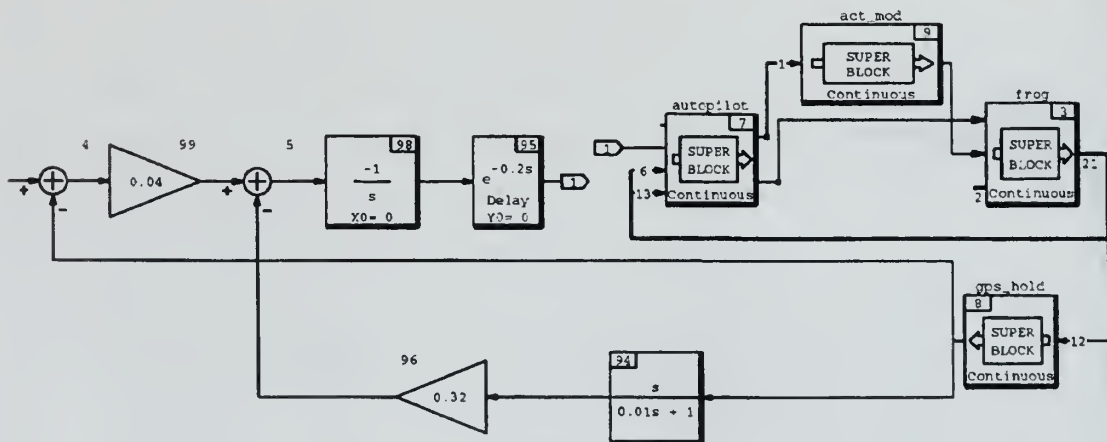 act_mod
9
SUPER
BLOCK
Continuous
1
autopilot
7
SUPER
BLOCK
Continuous
1
6
13
frog
3
SUPER
BLOCK
Continuous
2
21
4
+
-
99
0.04
5
+
-
98
-1
s
X0= 0
95
e^-0.2s
Delay
Y0= 0
1
gps_hold
8
SUPER
BLOCK
Continuous
12
96
0.32
94
s
0.01s + 1